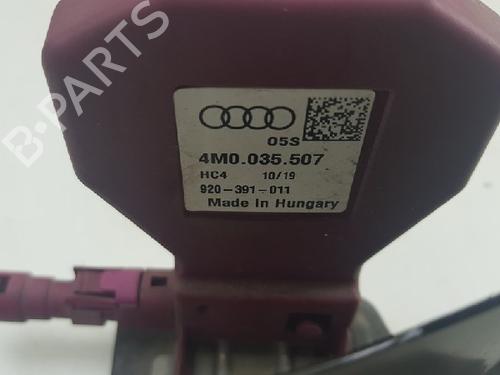 B-PARTS
05S
4M0.035.507
HC4 10/19
920-391-011
Made In Hungary